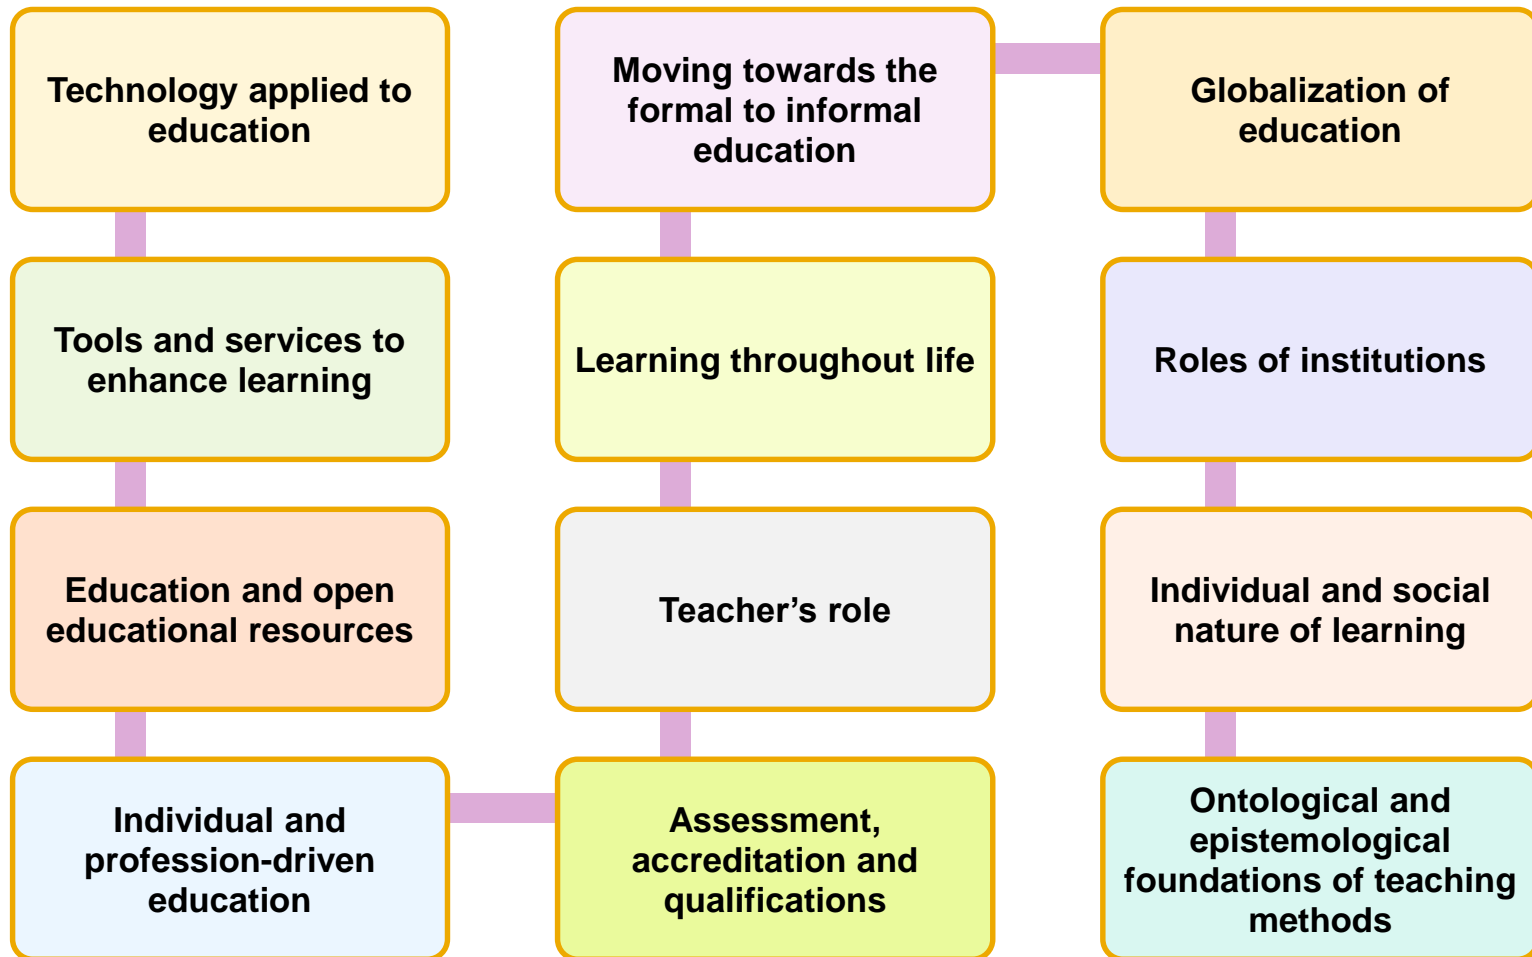 Technology applied to
education
Tools and services to
enhance learning
Education and open
educational resources
Individual and
profession-driven
education
Assessment,
accreditation and
qualifications
Teacher’s role
Learning throughout life
Moving towards the
formal to informal
education
Globalization of
education
Roles of institutions
Individual and social
nature of learning
Ontological and
epistemological
foundations of teaching
methods